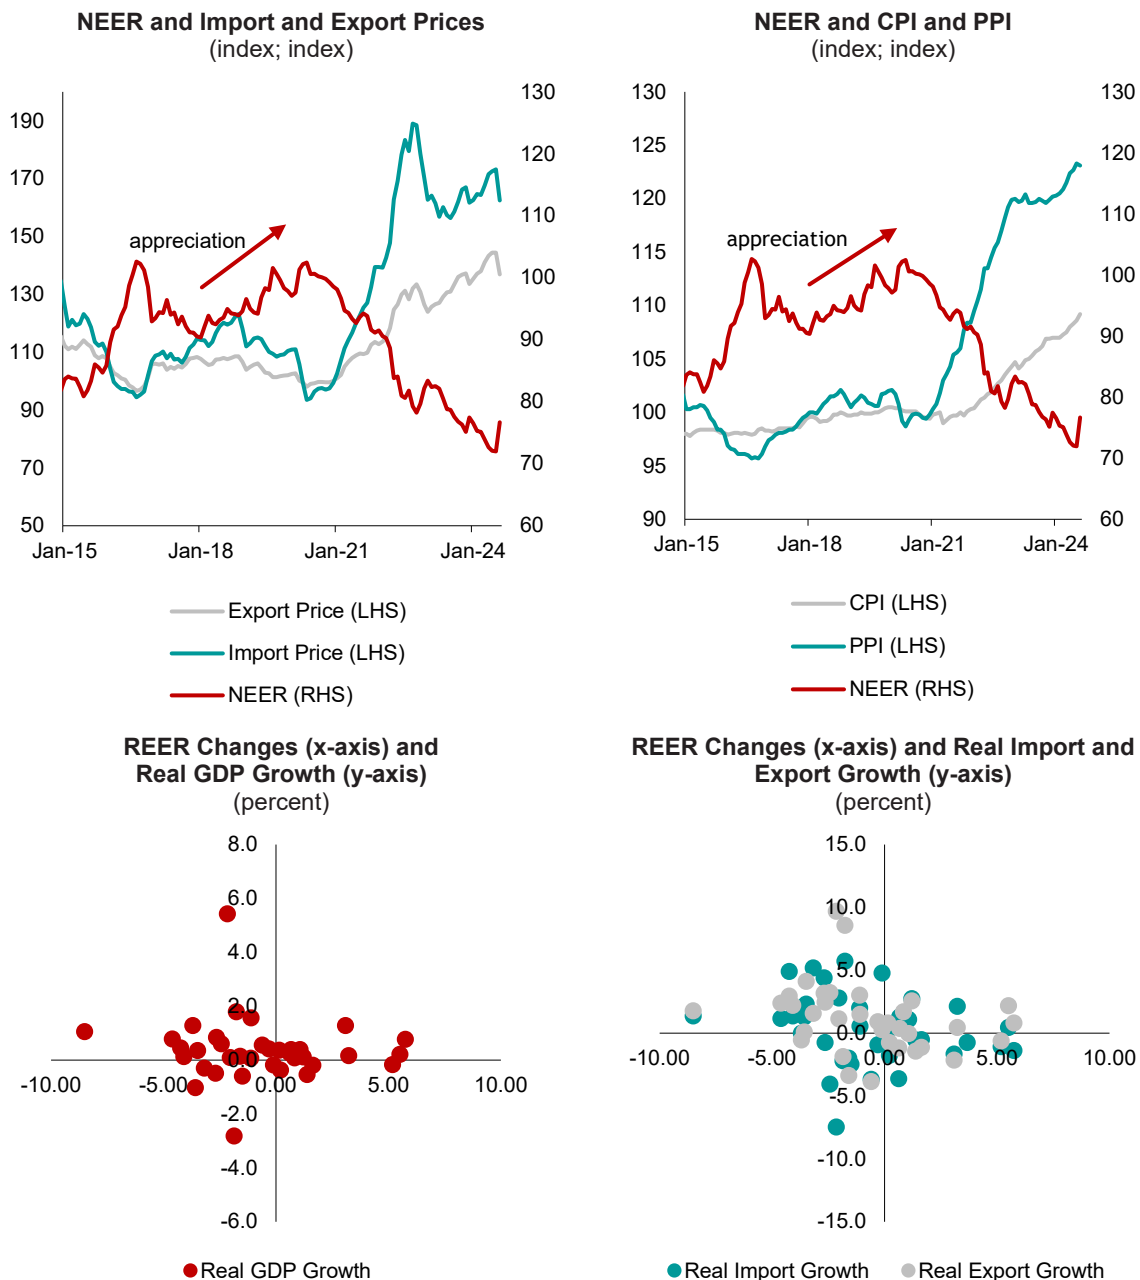 NEER and Import and Export Prices
(index; index)
130
190
120
170
110
150
appreciation
100
130
90
110
80
90
70
70
50
60
Jan-15
Jan-18
Jan-21
Jan-24
Export Price (LHS)
Import Price (LHS)
NEER (RHS)
NEER and CPI and PPI
(index; index)
130
130
125
120
120
115
110
appreciation
100
110
105
90
100
80
95
70
90
60
Jan-15
Jan-18
Jan-21
Jan-24
CPI (LHS)
PPI (LHS)
NEER (RHS)
REER Changes (x-axis) and
Real GDP Growth (y-axis)
(percent)
8.0
6.0
4.0
2.0
0.0
-10.00
-5.00
0.00
5.00
10.00
-2.0
-4.0
-6.0
Real GDP Growth
REER Changes (x-axis) and Real Import and
Export Growth (y-axis)
(percent)
15.0
10.0
5.0
0.0
-10.00
-5.00
0.00
5.00
10.00
-5.0
-10.0
-15.0
Real Import Growth
Real Export Growth